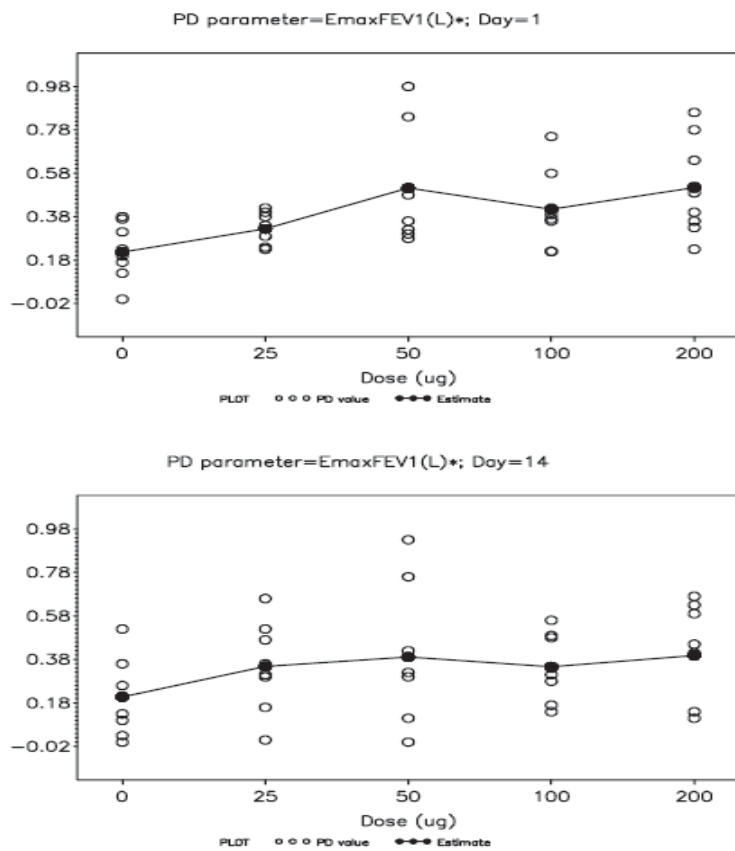 PD parameter=EmaxFEV1(L)*; Day=1
0.98
0.78
0.58
0.38
0.18
−0.02
0 25 50 100 200
Dose (ug)
PLOT ○ ○ ○ PD value ●●● Estimate
PD parameter=EmaxFEV1(L)*; Day=14
0.98
0.78
0.58
0.38
0.18
−0.02
0 25 50 100 200
Dose (ug)
PLOT ○ ○ ○ PD value ●●● Estimate